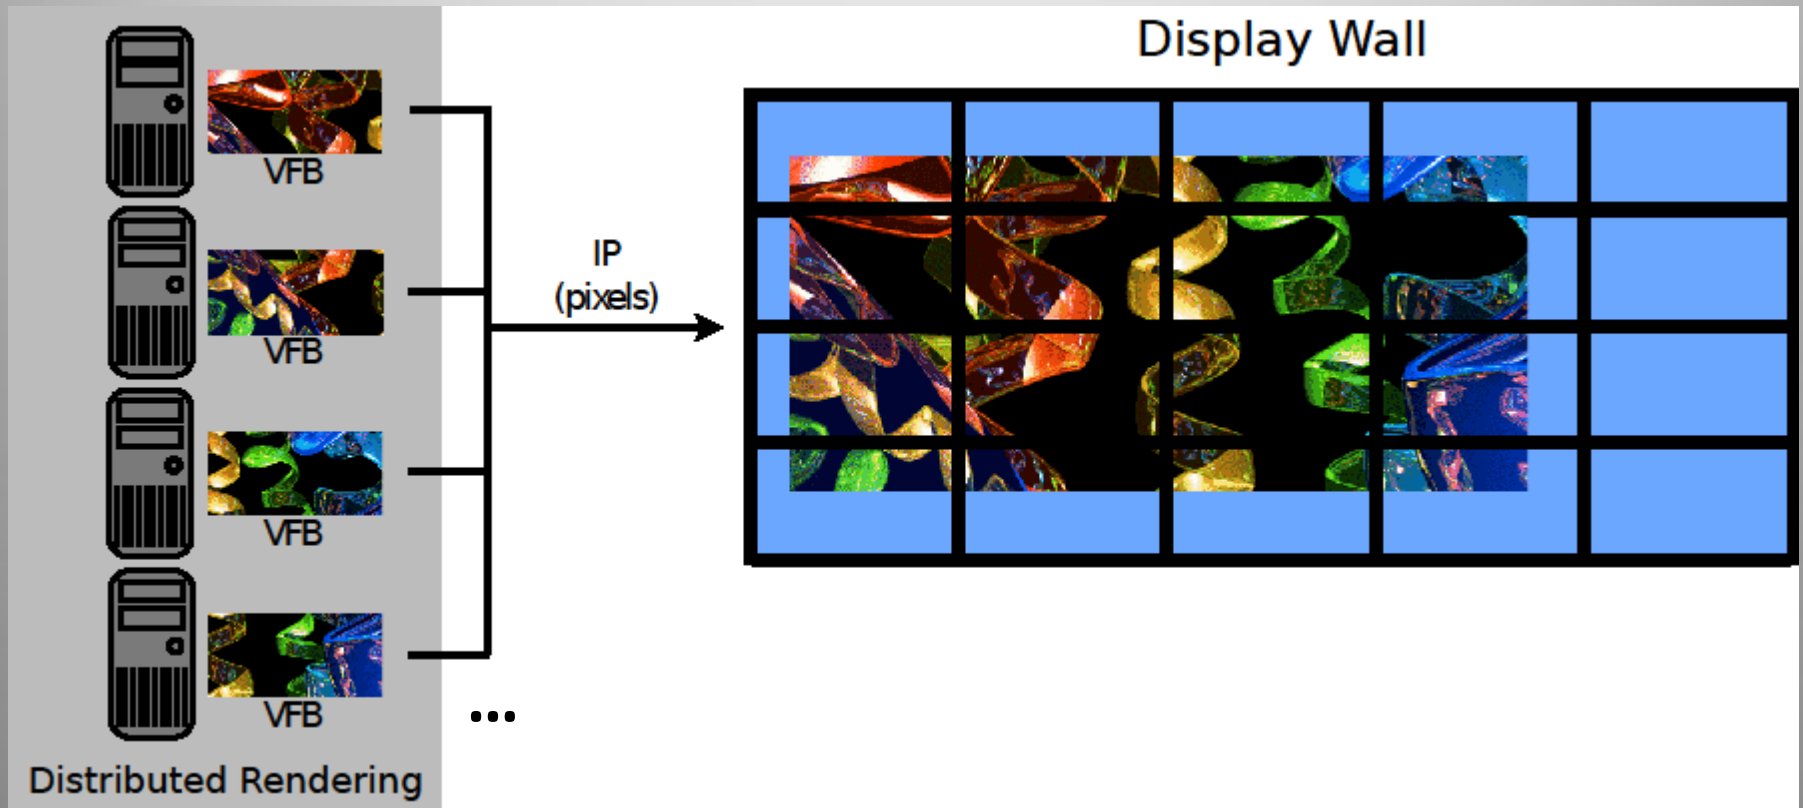 Display Wall
VFB
VFB
IP
(pixels)
VFB
VFB
...
Distributed Rendering